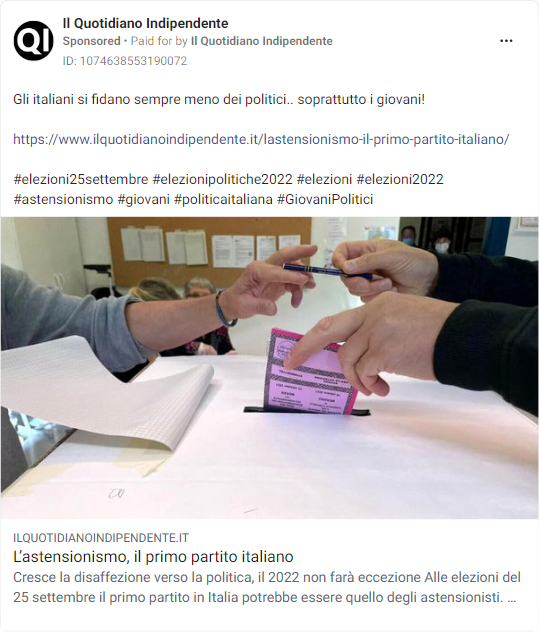 QI
Il Quotidiano Indipendente
Sponsored • Paid for by Il Quotidiano Indipendente
ID: 1074638553190072
Gli italiani si fidano sempre meno dei politici.. soprattutto i giovani!
https://www.ilquotidianoindipendente.it/lastensionismo-il-primo-partito-italiano/
#elezioni25settembre #elezionipolitiche2022 #elezioni #elezioni2022
#astensionismo #giovani #politicaitaliana #GiovaniPolitici
ILQUOTIDIANOINDIPENDENTE.IT
L'astensionismo, il primo partito italiano
Cresce la disaffezione verso la politica, il 2022 non farà eccezione Alle elezioni del
25 settembre il primo partito in Italia potrebbe essere quello degli astensionisti. ...